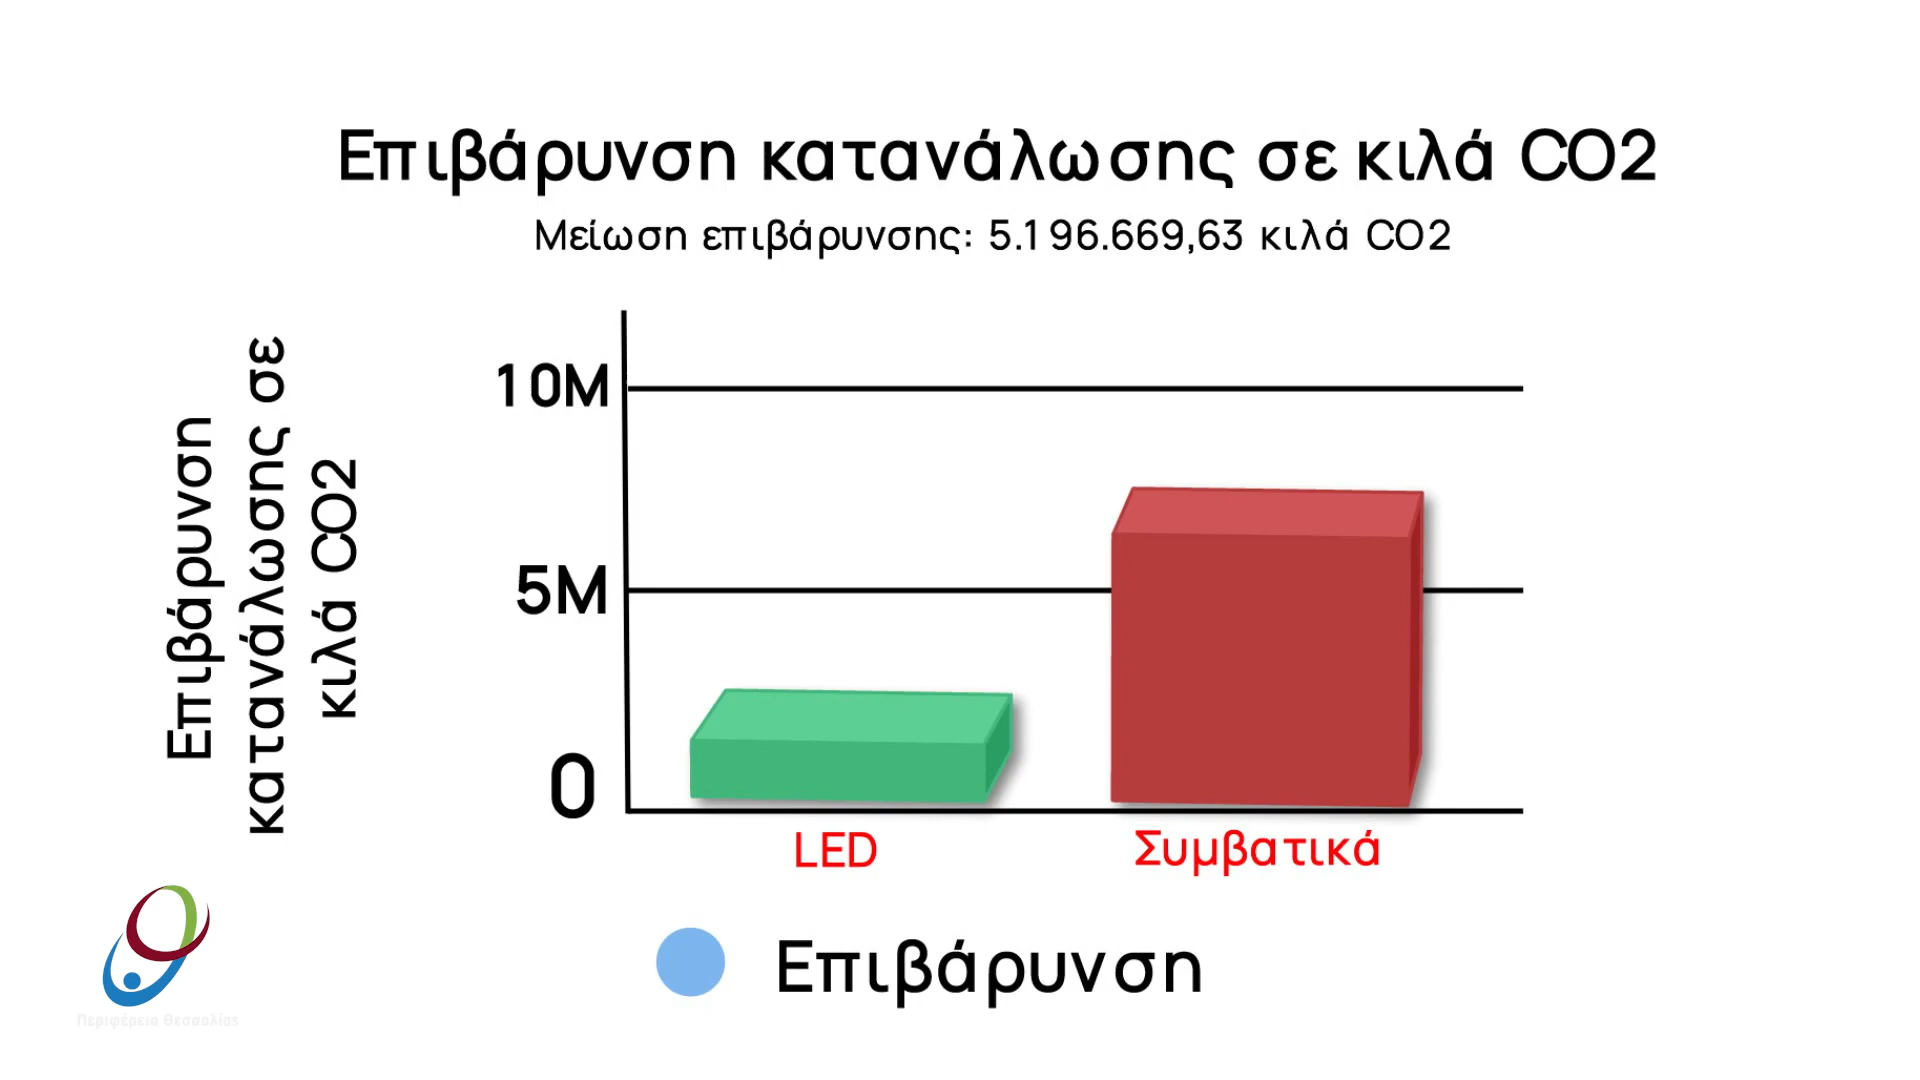 Επιβάρυνση κατανάλωσης σε κιλά CO2
Μείωση επιβάρυνσης: 5.196.669,63 κιλά CO2
Επιβάρυνση
κατανάλωσης σε
κιλά CO2
10M
5M
0
LED
Συμβατικά
Επιβάρυνση
Περιφέρεια Θεσσαλίας